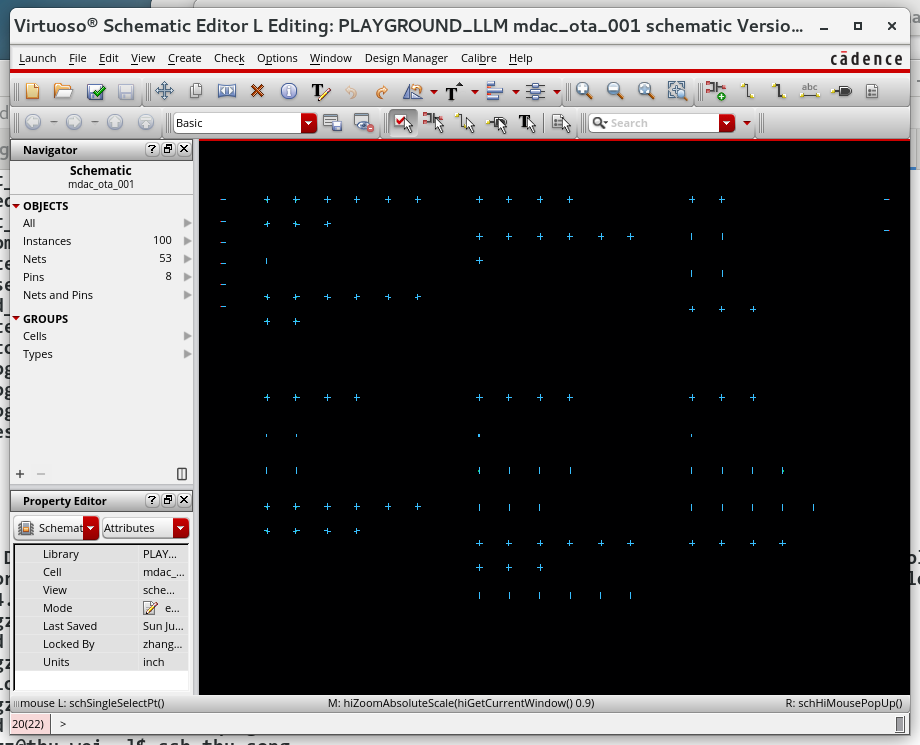 Virtuoso® Schematic Editor L Editing: PLAYGROUND_LLM mdac_ota_001 schematic Versio...
Launch File Edit View Create Check Options Window Design Manager Calibre Help
cādence
abc
Basic
Search
Navigator
Schematic
mdac_ota_001
OBJECTS
All
Instances 100
Nets 53
Pins 8
Nets and Pins
GROUPS
Cells
Types
Property Editor
Schemat Attributes
Library PLAY...
Cell mdac_...
View sche...
Mode e...
Last Saved Sun Ju...
Locked By zhang...
Units inch
mouse L: schSingleSelectPt() M: hiZoomAbsoluteScale(hiGetCurrentWindow() 0.9) R: schHiMousePopUp()
20(22) >